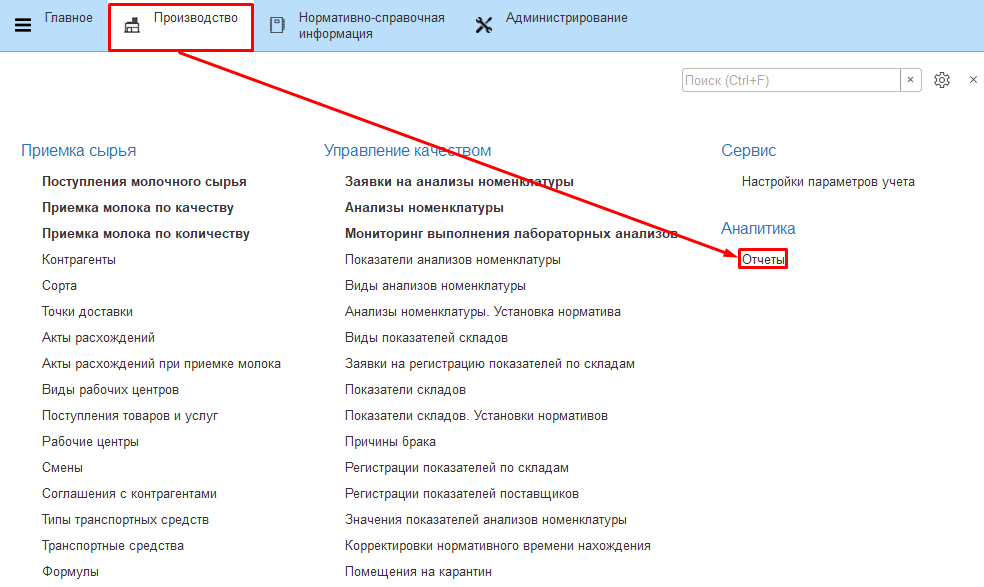 Главное
Производство
Нормативно-справочная
информация
Администрирование
Поиск (Ctrl+F)
Приемка сырья
Поступления молочного сырья
Приемка молока по качеству
Приемка молока по количеству
Контрагенты
Сорта
Точки доставки
Акты расхождений
Акты расхождений при приемке молока
Виды рабочих центров
Поступления товаров и услуг
Рабочие центры
Смены
Соглашения с контрагентами
Типы транспортных средств
Транспортные средства
Формулы
Управление качеством
Заявки на анализы номенклатуры
Анализы номенклатуры
Мониторинг выполнения лабораторных анализов
Показатели анализов номенклатуры
Виды анализов номенклатуры
Анализы номенклатуры. Установка норматива
Виды показателей складов
Заявки на регистрацию показателей по складам
Показатели складов
Показатели складов. Установки нормативов
Причины брака
Регистрации показателей по складам
Регистрации показателей поставщиков
Значения показателей анализов номенклатуры
Корректировки нормативного времени нахождения
Помещения на карантин
Сервис
Настройки параметров учета
Аналитика
Отчеты